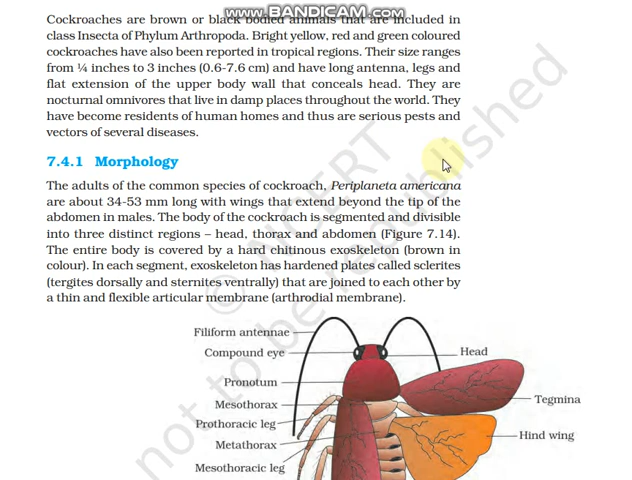 WWW.BANDICAM.COM
Cockroaches are brown or black bodied animals that are included in
class Insecta of Phylum Arthropoda. Bright yellow, red and green coloured
cockroaches have also been reported in tropical regions. Their size ranges
from ¼ inches to 3 inches (0.6-7.6 cm) and have long antenna, legs and
flat extension of the upper body wall that conceals head. They are
nocturnal omnivores that live in damp places throughout the world. They
have become residents of human homes and thus are serious pests and
vectors of several diseases.
7.4.1 Morphology
The adults of the common species of cockroach, Periplaneta americana
are about 34-53 mm long with wings that extend beyond the tip of the
abdomen in males. The body of the cockroach is segmented and divisible
into three distinct regions – head, thorax and abdomen (Figure 7.14).
The entire body is covered by a hard chitinous exoskeleton (brown in
colour). In each segment, exoskeleton has hardened plates called sclerites
(tergites dorsally and sternites ventrally) that are joined to each other by
a thin and flexible articular membrane (arthrodial membrane).
Filiform antennae
Compound eye
Head
Pronotum
Tegmina
Mesothorax
Prothoracic leg
Hind wing
Metathorax
Mesothoracic leg
© NCERT
not to be republished